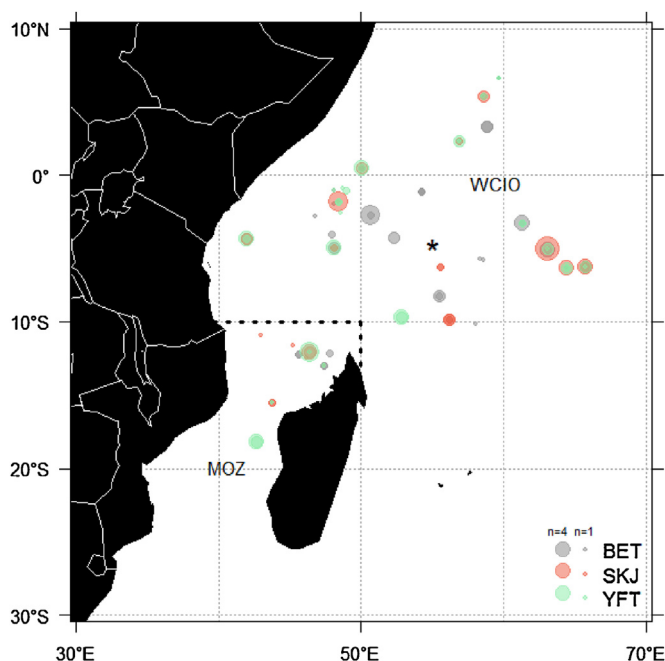 10°N
0°
WCIO
*
10°S
20°S
MOZ
n=4 n=1
BET
SKJ
YFT
30°S
30°E 50°E 70°E